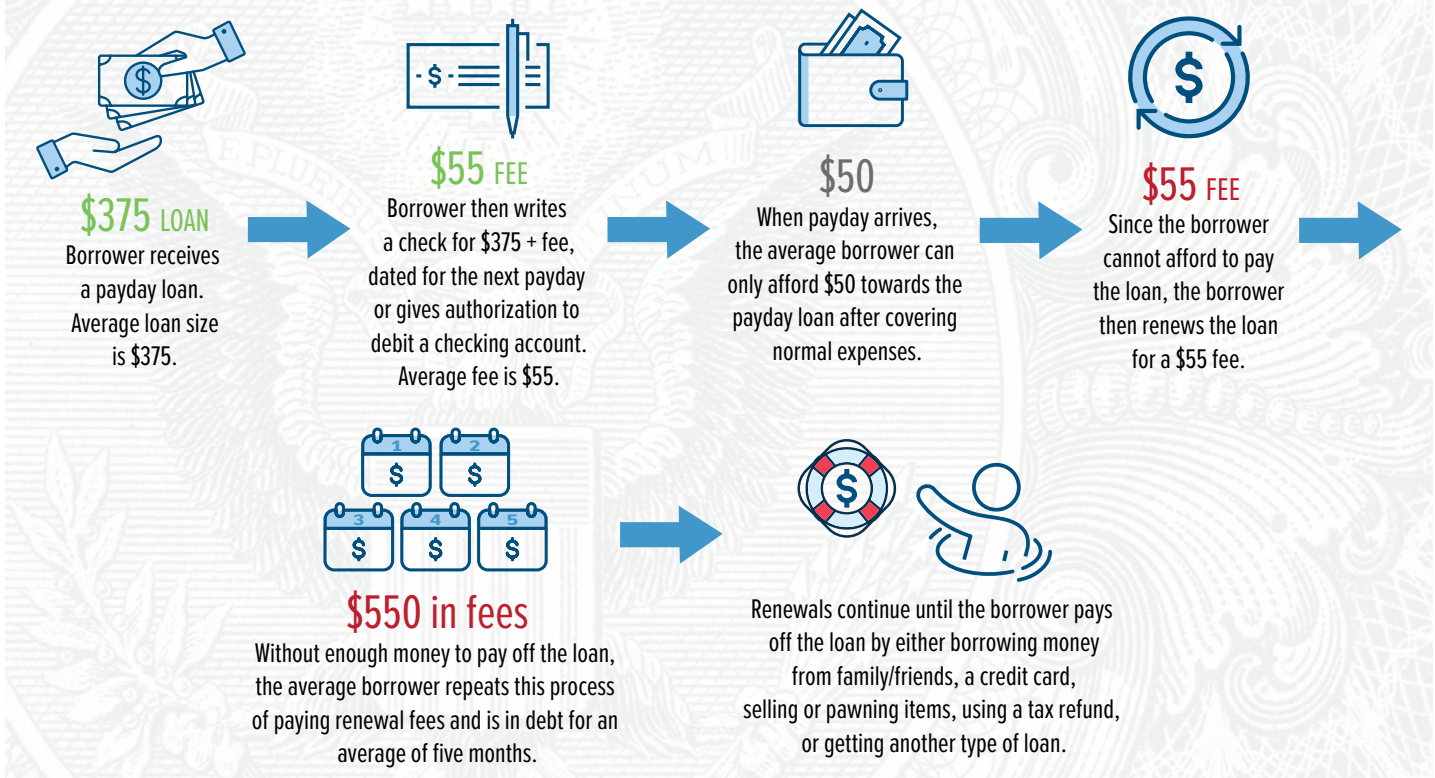 $375 LOAN
Borrower receives
a payday loan.
Average loan size
is $375.
$55 FEE
Borrower then writes
a check for $375 + fee,
dated for the next payday
or gives authorization to
debit a checking account.
Average fee is $55.
$50
When payday arrives,
the average borrower can
only afford $50 towards the
payday loan after covering
normal expenses.
$55 FEE
Since the borrower
cannot afford to pay
the loan, the borrower
then renews the loan
for a $55 fee.
1 2
$ $
3 4 5
$ $ $
$550 in fees
Without enough money to pay off the loan,
the average borrower repeats this process
of paying renewal fees and is in debt for an
average of five months.
$
Renewals continue until the borrower pays
off the loan by either borrowing money
from family/friends, a credit card,
selling or pawning items, using a tax refund,
or getting another type of loan.